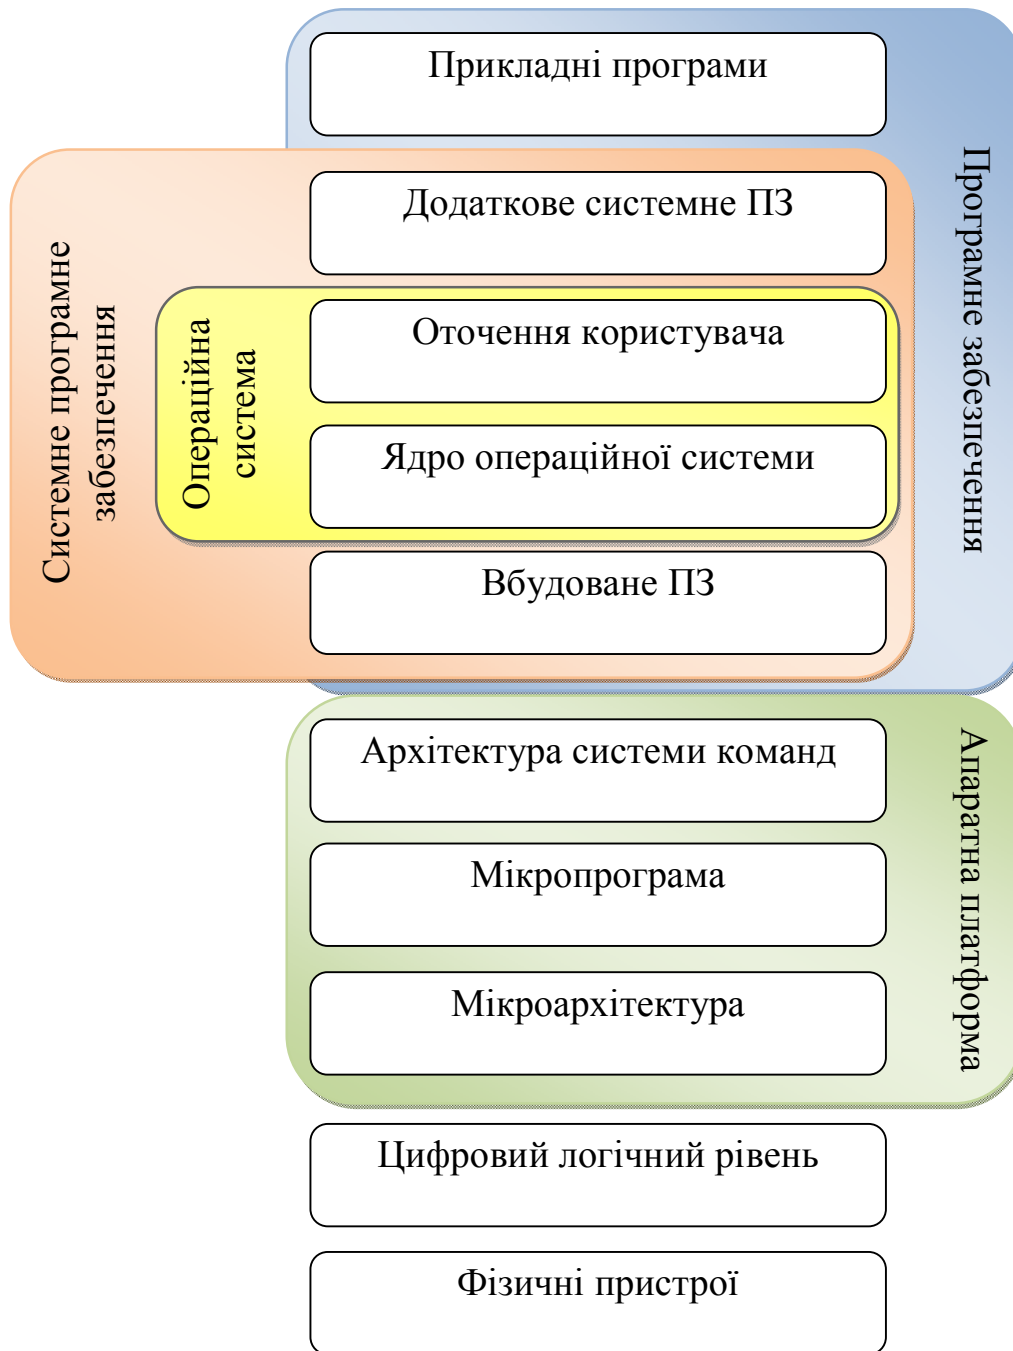 Прикладні програми
Додаткове системне ПЗ
Оточення користувача
Ядро операційної системи
Вбудоване ПЗ
Архітектура системи команд
Мікропрограма
Мікроархітектура
Цифровий логічний рівень
Фізичні пристрої
Системне програмне
забезпечення
Операційна
система
Програмне забезпечення
Апаратна платформа